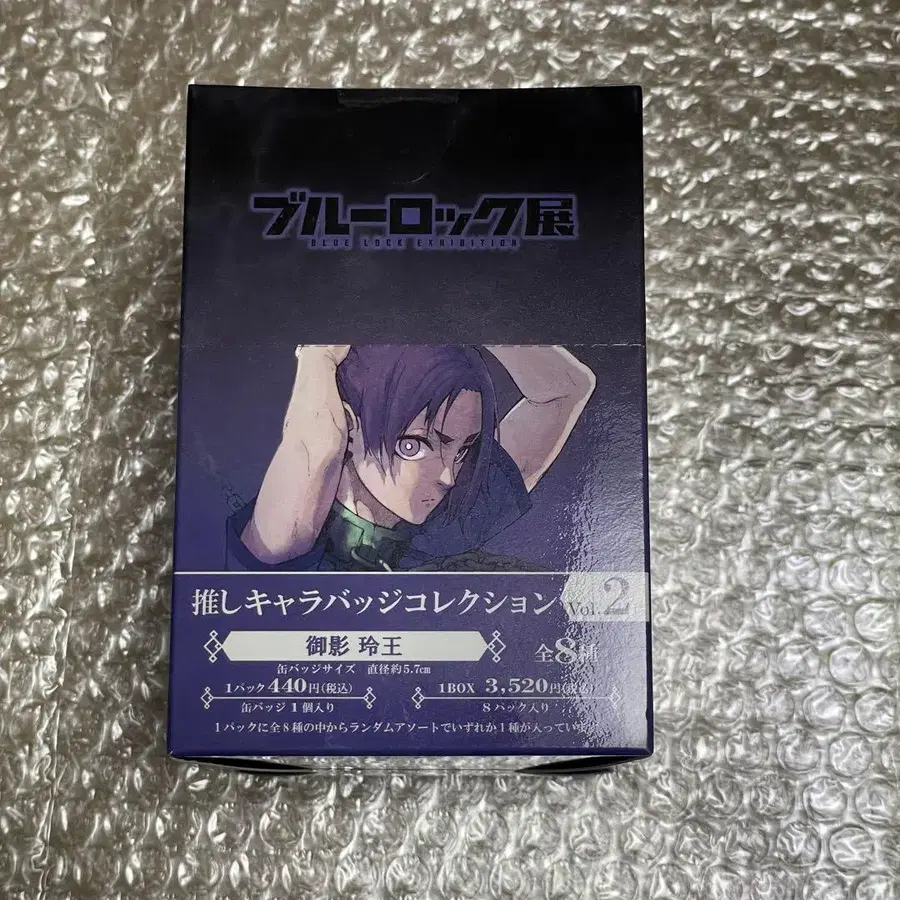 ブルーロック展
BLUE LOCK EXHIBITION
推しキャラバッジコレクション Vol.2
御影 玲王
全8種
缶バッジサイズ 直径約5.7cm
1パック440円(税込)
缶バッジ 1個入り
1BOX 3,520円(税込)
8パック入り
1パックに全8種の中からランダムアソートでいずれか1種が入ってい